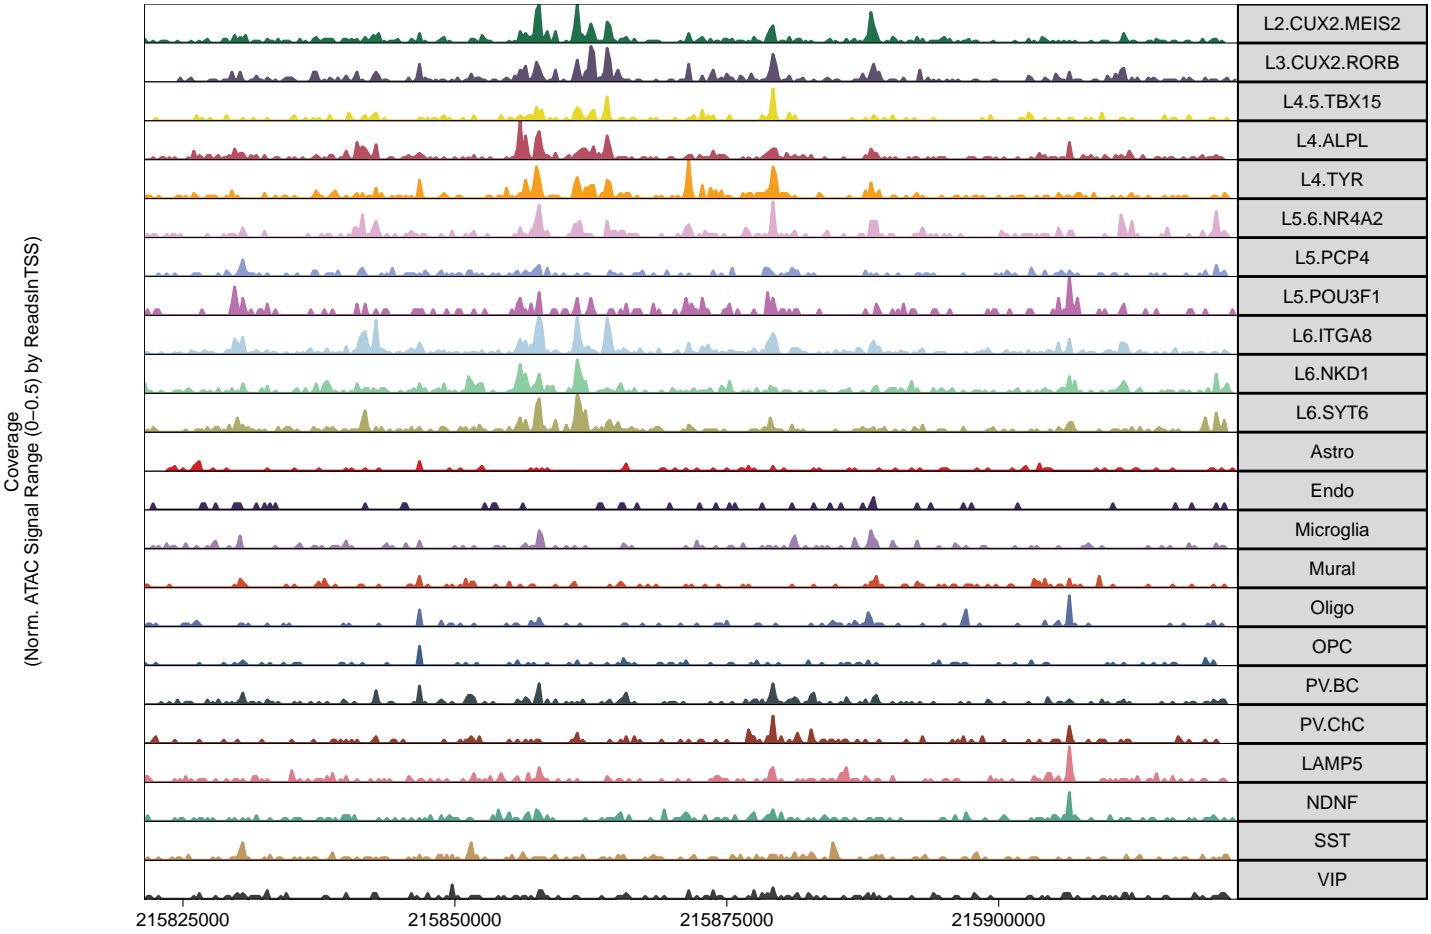 Coverage
(Norm. ATAC Signal Range (0–0.5) by ReadsInTSS)
L2.CUX2.MEIS2
L3.CUX2.RORB
L4.5.TBX15
L4.ALPL
L4.TYR
L5.6.NR4A2
L5.PCP4
L5.POU3F1
L6.ITGA8
L6.NKD1
L6.SYT6
Astro
Endo
Microglia
Mural
Oligo
OPC
PV.BC
PV.ChC
LAMP5
NDNF
SST
VIP
215825000 215850000 215875000 215900000